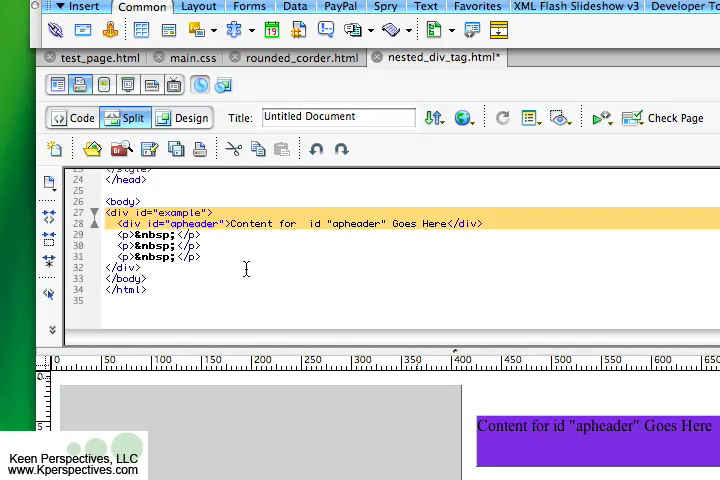 Insert Common Layout Forms Data PayPal Spry Favorites XML Flash Slideshow v3 Developer To
19
test_page.html main.css rounded_corder.html nested_div_tag.html*
Code Split Design Title: Untitled Document Check Page
23 </style>
24 </head>
25
26 <body>
27 <div id="example">
28 <div id="apheader">Content for  id "apheader" Goes Here</div>
29 <p>&nbsp;</p>
30 <p>&nbsp;</p>
31 <p>&nbsp;</p>
32 </div>
33 </body>
34 </html>
35
0 50 100 150 200 250 300 350 400 450 500 550 600 650
Content for id "apheader" Goes Here
Keen Perspectives, LLC
www.Kperspectives.com